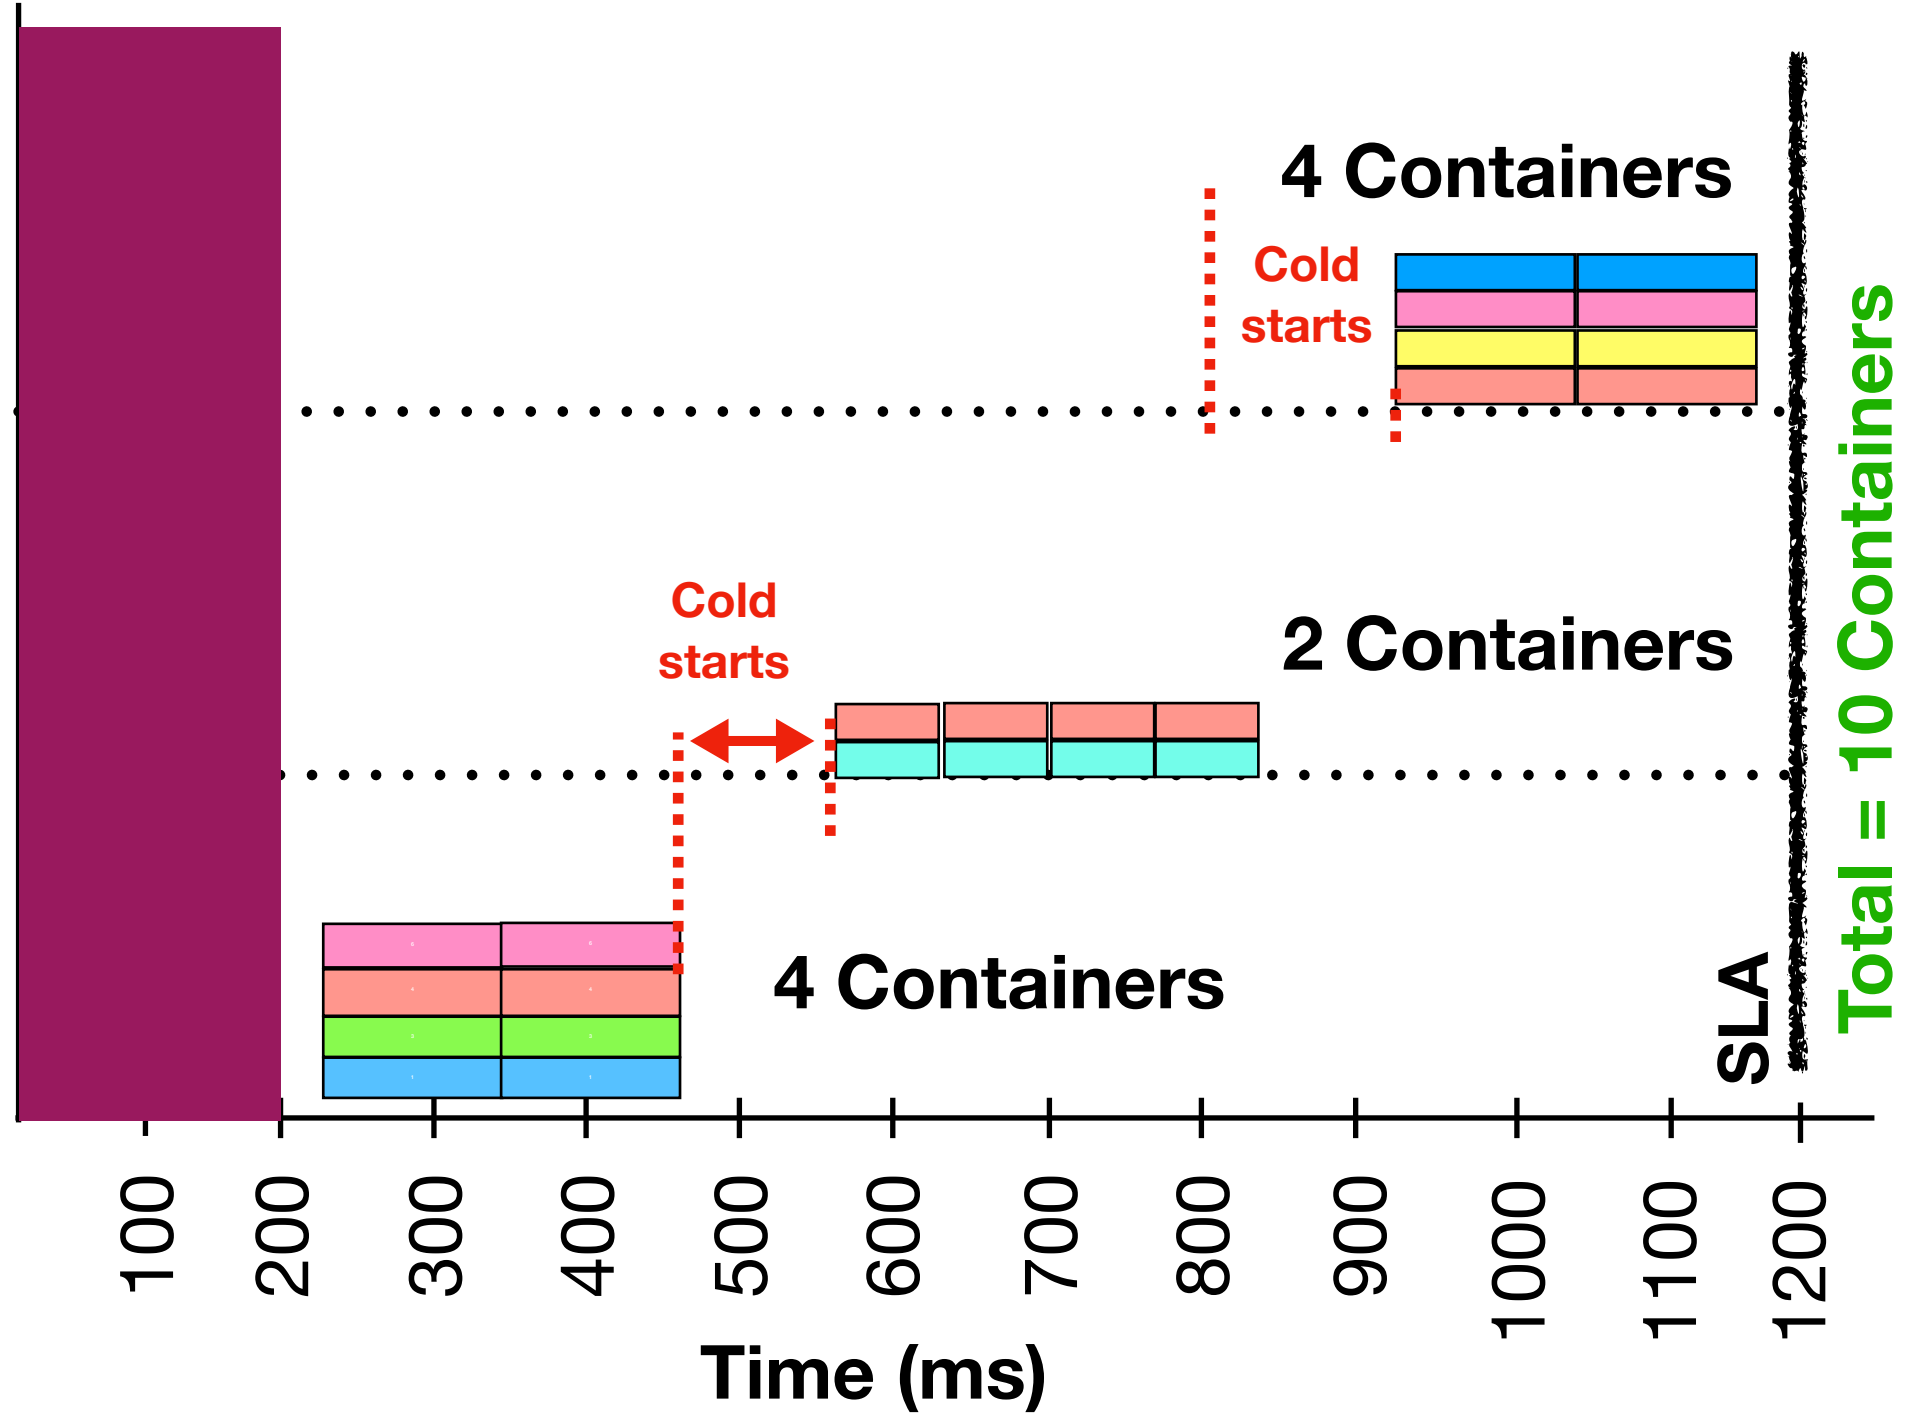 4 Containers
Cold
starts
Cold
starts
2 Containers
4 Containers
SLA
Total = 10 Containers
100
200
300
400
500
600
700
800
900
1000
1100
1200
Time (ms)